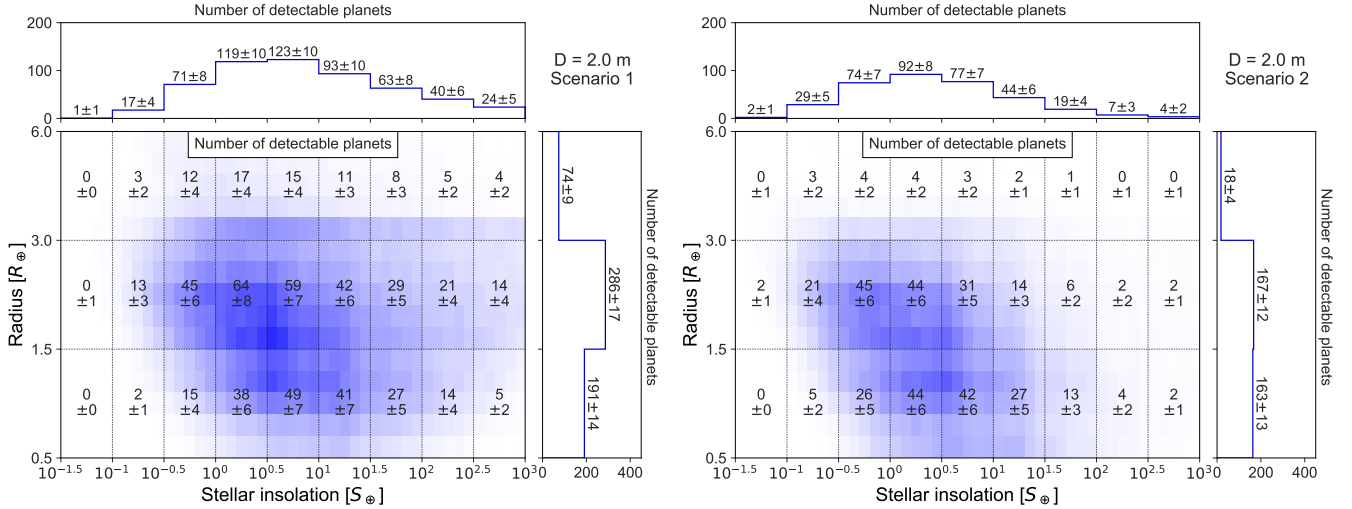 Number of detectable planets
200
100
0
1±1
17±4
71±8
119±10
123±10
93±10
63±8
40±6
24±5
D = 2.0 m
Scenario 1
Number of detectable planets
6.0
3.0
1.5
0.5
Radius [R⊕]
0 3 12 17 15 11 8 5 4
±0 ±2 ±4 ±4 ±4 ±3 ±3 ±2 ±2
0 13 45 64 59 42 29 21 14
±1 ±3 ±6 ±8 ±7 ±6 ±5 ±4 ±4
0 2 15 38 49 41 27 14 5
±0 ±1 ±4 ±6 ±7 ±7 ±5 ±4 ±2
10^−1.5 10^−1 10^−0.5 10^0 10^0.5 10^1 10^1.5 10^2 10^2.5 10^3
Stellar insolation [S⊕]
74±9
286±17
191±14
0 200 400
Number of detectable planets
Number of detectable planets
200
100
0
2±1
29±5
74±7
92±8
77±7
44±6
19±4
7±3
4±2
D = 2.0 m
Scenario 2
Number of detectable planets
6.0
3.0
1.5
0.5
Radius [R⊕]
0 3 4 4 3 2 1 0 0
±1 ±2 ±2 ±2 ±2 ±1 ±1 ±1 ±1
2 21 45 44 31 14 6 2 2
±1 ±4 ±6 ±6 ±5 ±3 ±2 ±2 ±1
0 5 26 44 42 27 13 4 2
±0 ±2 ±5 ±6 ±6 ±5 ±3 ±2 ±1
10^−1.5 10^−1 10^−0.5 10^0 10^0.5 10^1 10^1.5 10^2 10^2.5 10^3
Stellar insolation [S⊕]
18±4
167±12
163±13
0 200 400
Number of detectable planets